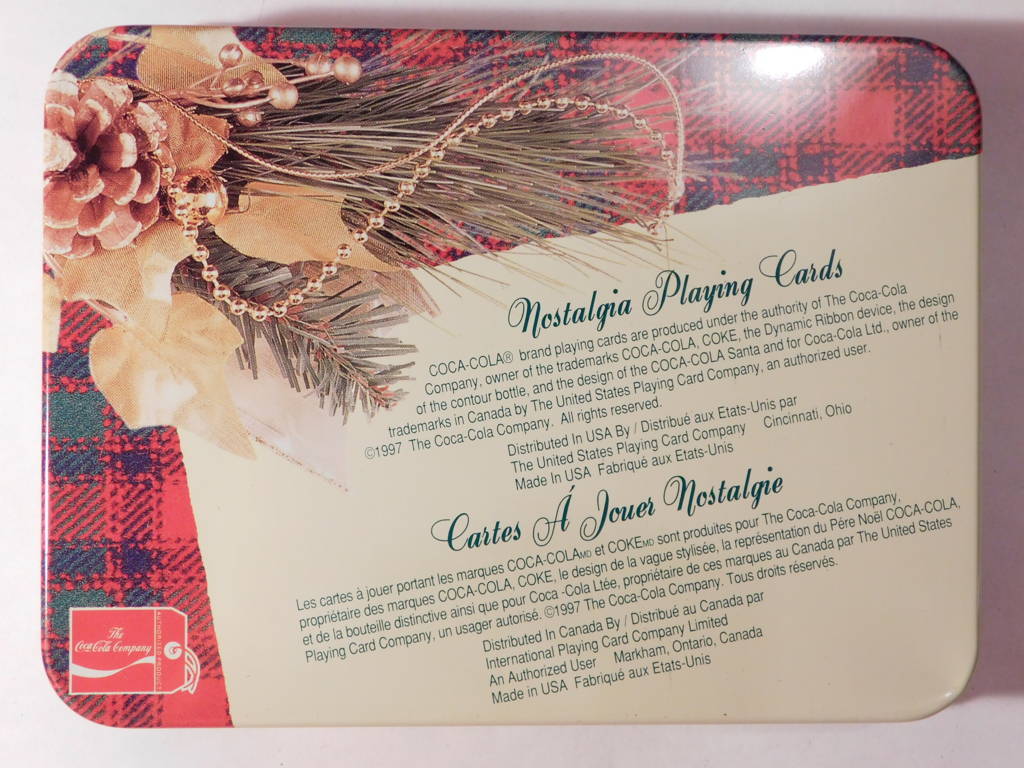 Nostalgia Playing Cards
COCA-COLA® brand playing cards are produced under the authority of The Coca-Cola
Company, owner of the trademarks COCA-COLA, COKE, the Dynamic Ribbon device, the design
of the contour bottle, and the design of the COCA-COLA Santa and for Coca-Cola Ltd., owner of the
trademarks in Canada by The United States Playing Card Company, an authorized user.
©1997 The Coca-Cola Company. All rights reserved.
Distributed in USA By / Distribué aux Etats-Unis par
The United States Playing Card Company Cincinnati, Ohio
Made In USA Fabriqué aux Etats-Unis
Cartes Á Jouer Nostalgie
Les cartes à jouer portant les marques COCA-COLAMD et COKEMD sont produites pour The Coca-Cola Company,
propriétaire des marques COCA-COLA, COKE, le design de la vague stylisée, la représentation du Père Noël COCA-COLA,
et de la bouteille distinctive ainsi que pour Coca-Cola Ltée, propriétaire de ces marques au Canada par The United States
Playing Card Company, un usager autorisé. ©1997 The Coca-Cola Company. Tous droits réservés.
Distributed In Canada By / Distribué au Canada par
International Playing Card Company Limited
An Authorized User Markham, Ontario, Canada
Made in USA Fabriqué aux Etats-Unis
AUTHORIZED PRODUCT
The
Coca-Cola Company